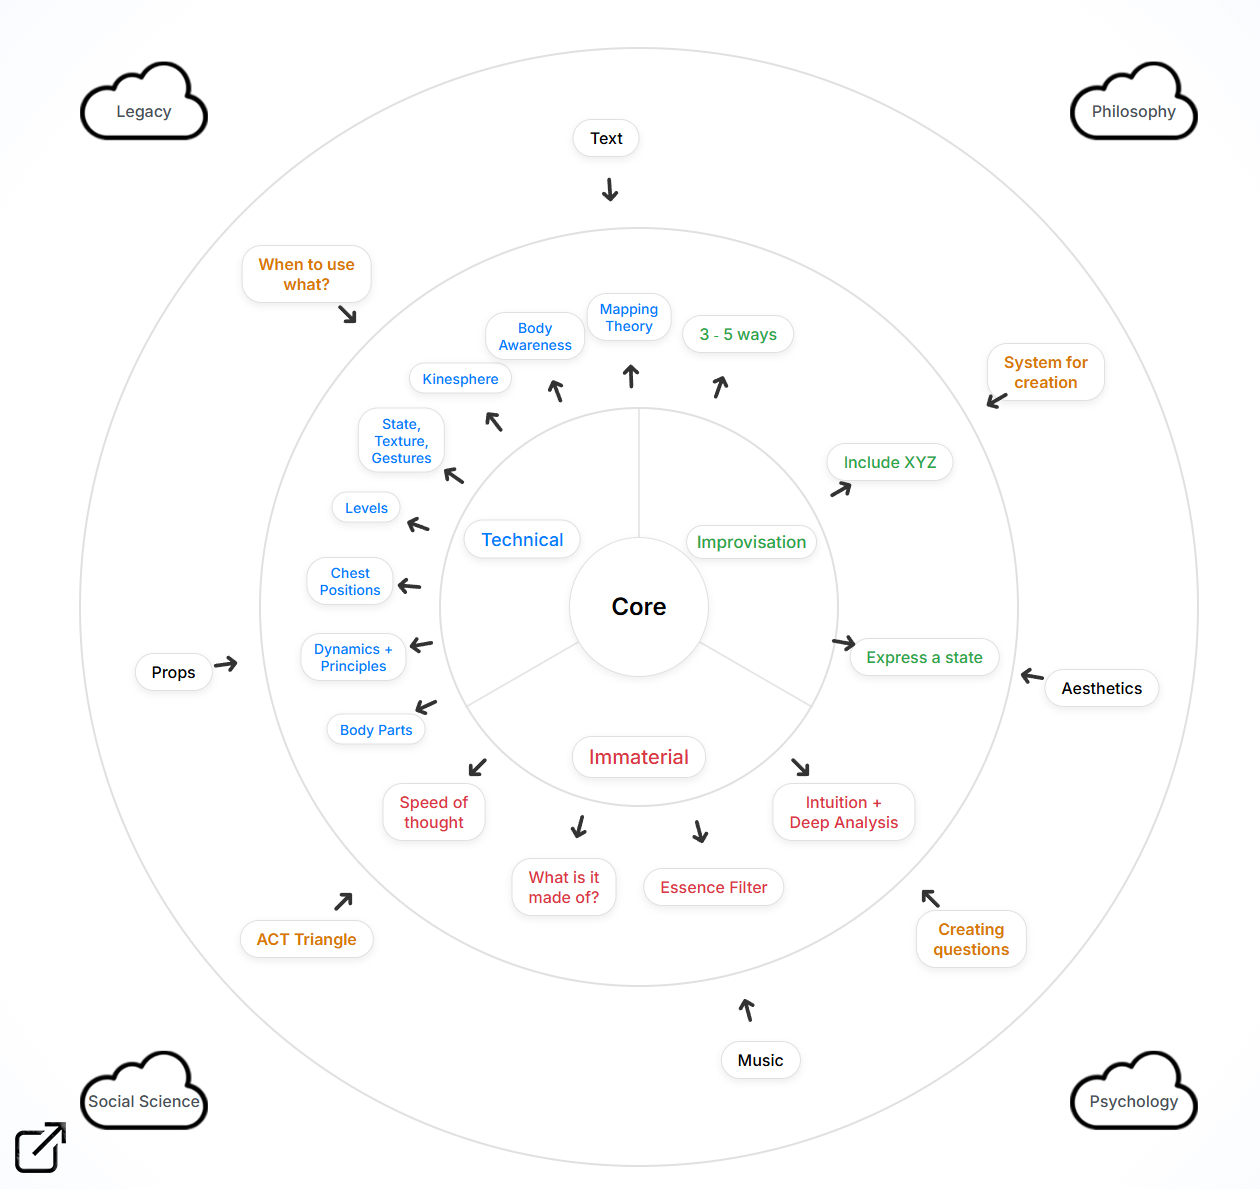 Legacy
Philosophy
Text
When to use
what?
Mapping
Theory
Body
Awareness
3 - 5 ways
System for
creation
Kinesphere
State,
Texture,
Gestures
Include XYZ
Levels
Technical
Improvisation
Chest
Positions
Core
Dynamics +
Principles
Express a state
Props
Aesthetics
Body Parts
Immaterial
Speed of
thought
Intuition +
Deep Analysis
What is it
made of?
Essence Filter
ACT Triangle
Creating
questions
Music
Social Science
Psychology